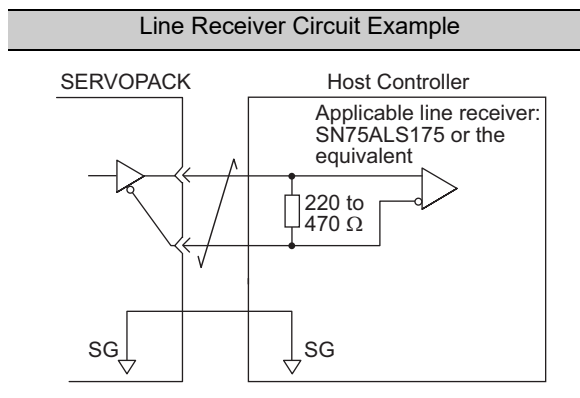 Line Receiver Circuit Example
SERVOPACK
Host Controller
Applicable line receiver:
SN75ALS175 or the
equivalent
220 to
470 Ω
SG
SG